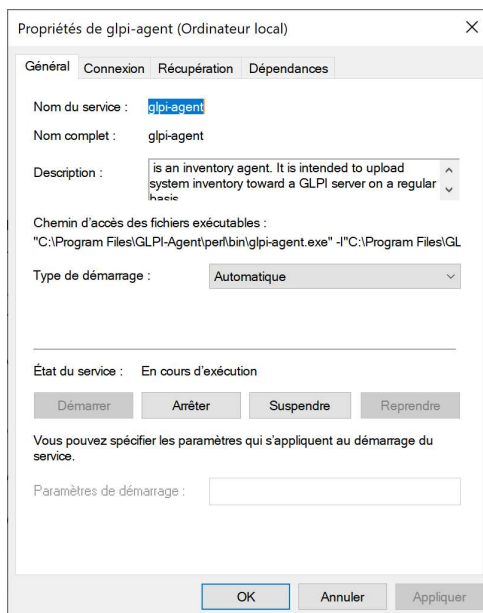 Propriétés de glpi-agent (Ordinateur local)
Général Connexion Récupération Dépendances
Nom du service : glpi-agent
Nom complet : glpi-agent
Description : is an inventory agent. It is intended to upload
system inventory toward a GLPI server on a regular
basis
Chemin d'accès des fichiers exécutables :
"C:\Program Files\GLPI-Agent\perl\bin\glpi-agent.exe" -I"C:\Program Files\GL
Type de démarrage : Automatique
État du service : En cours d'exécution
Démarrer Arrêter Suspendre Reprendre
Vous pouvez spécifier les paramètres qui s'appliquent au démarrage du
service.
Paramètres de démarrage :
OK Annuler Appliquer